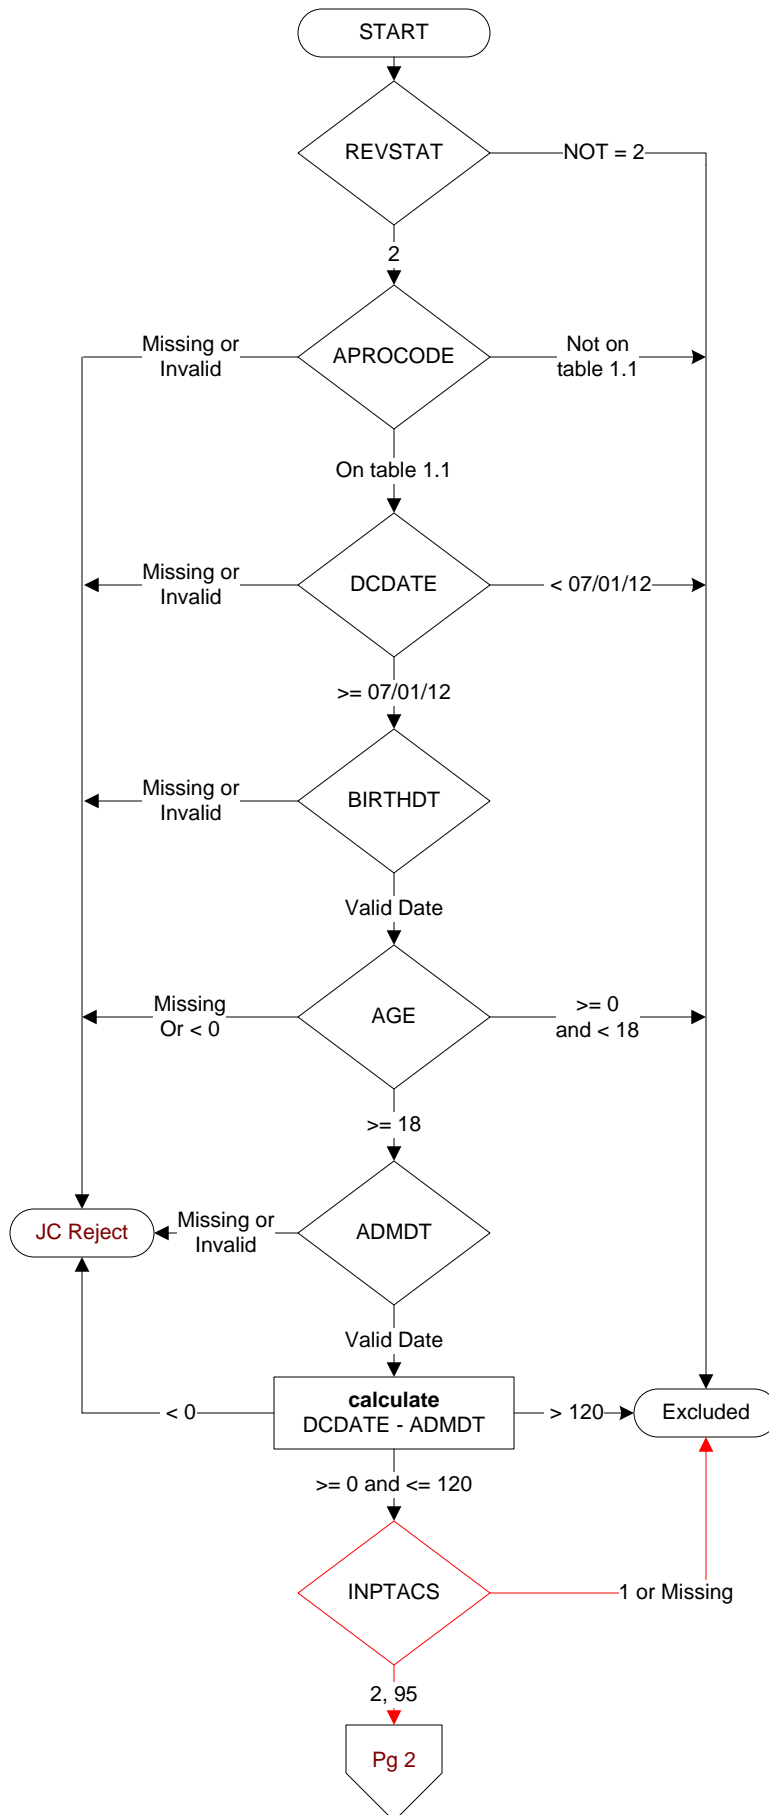 START
REVSTAT
NOT = 2
2
Missing or
Invalid
APROCODE
Not on
table 1.1
On table 1.1
Missing or
Invalid
DCDATE
< 07/01/12
>= 07/01/12
Missing or
Invalid
BIRTHDT
Valid Date
Missing
Or < 0
AGE
>= 0
and < 18
>= 18
JC Reject
Missing or
Invalid
ADMDT
Valid Date
< 0
calculate
DCDATE - ADMDT
> 120
Excluded
>= 0 and <= 120
INPTACS
1 or Missing
2, 95
Pg 2